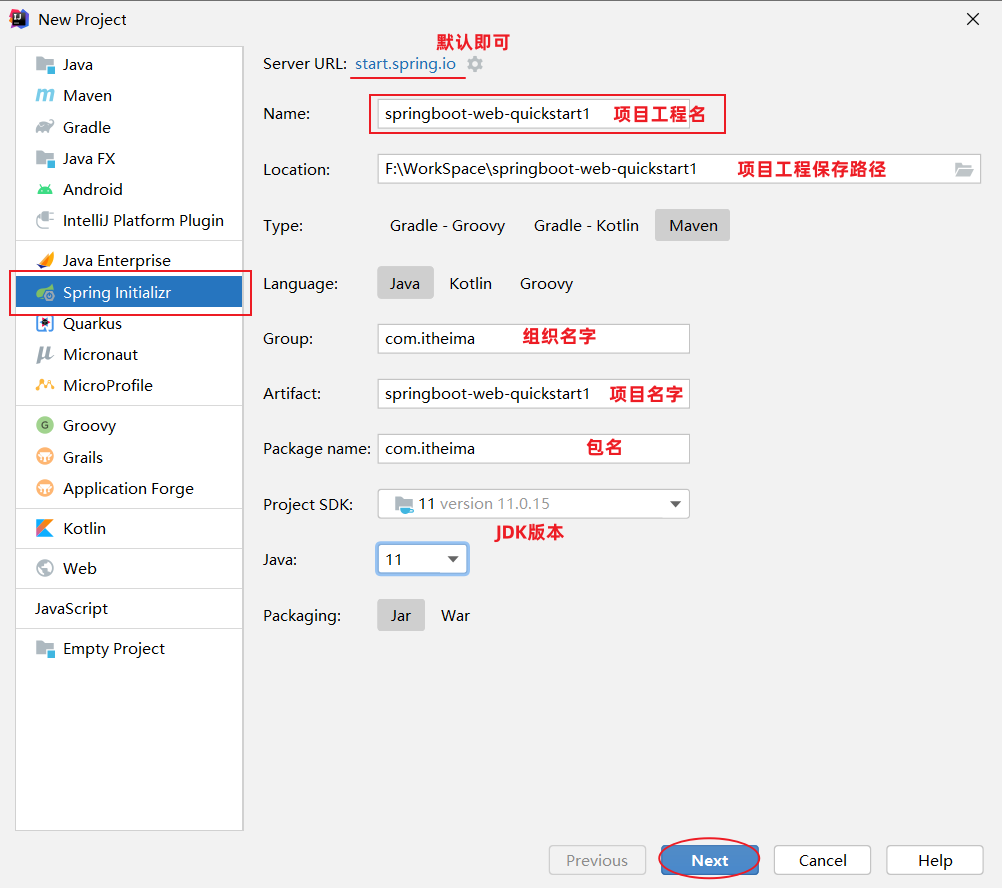 New Project
Java
Maven
Gradle
Java FX
Android
IntelliJ Platform Plugin
Java Enterprise
Spring Initializr
Quarkus
Micronaut
MicroProfile
Groovy
Grails
Application Forge
Kotlin
Web
JavaScript
Empty Project
默认即可
Server URL: start.spring.io
Name: springboot-web-quickstart1 项目工程名
Location: F:\WorkSpace\springboot-web-quickstart1 项目工程保存路径
Type: Gradle - Groovy Gradle - Kotlin Maven
Language: Java Kotlin Groovy
Group: com.itheima 组织名字
Artifact: springboot-web-quickstart1 项目名字
Package name: com.itheima 包名
Project SDK: 11 version 11.0.15
JDK版本
Java: 11
Packaging: Jar War
Previous Next Cancel Help